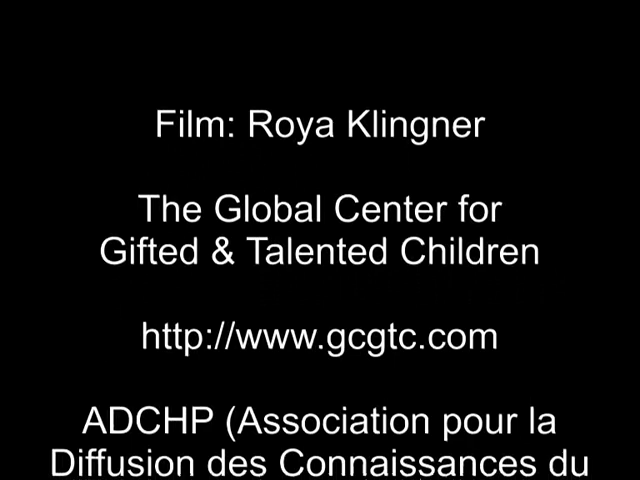 Film: Roya Klingner
The Global Center for
Gifted & Talented Children
http://www.gcgtc.com
ADCHP (Association pour la
Diffusion des Connaissances du